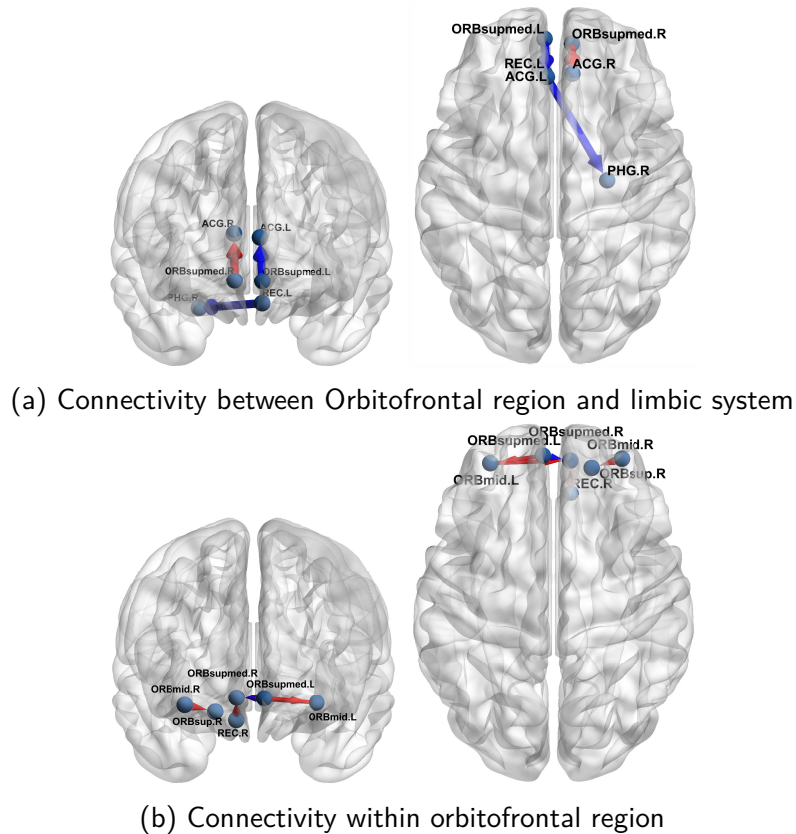 ORBsupmed.L
ORBsupmed.R
REC.L
ACG.R
ACG.L
PHG.R
ACG.R
ACG.L
ORBsupmed.R
ORBsupmed.L
PHG.R
REC.L
(a) Connectivity between Orbitofrontal region and limbic system
ORBsupmed.R
ORBsupmed.L
ORBmid.R
ORBmid.L
ORBsup.R
REC.R
ORBsupmed.R
ORBsupmed.L
ORBmid.R
ORBsup.R
ORBmid.L
REC.R
(b) Connectivity within orbitofrontal region